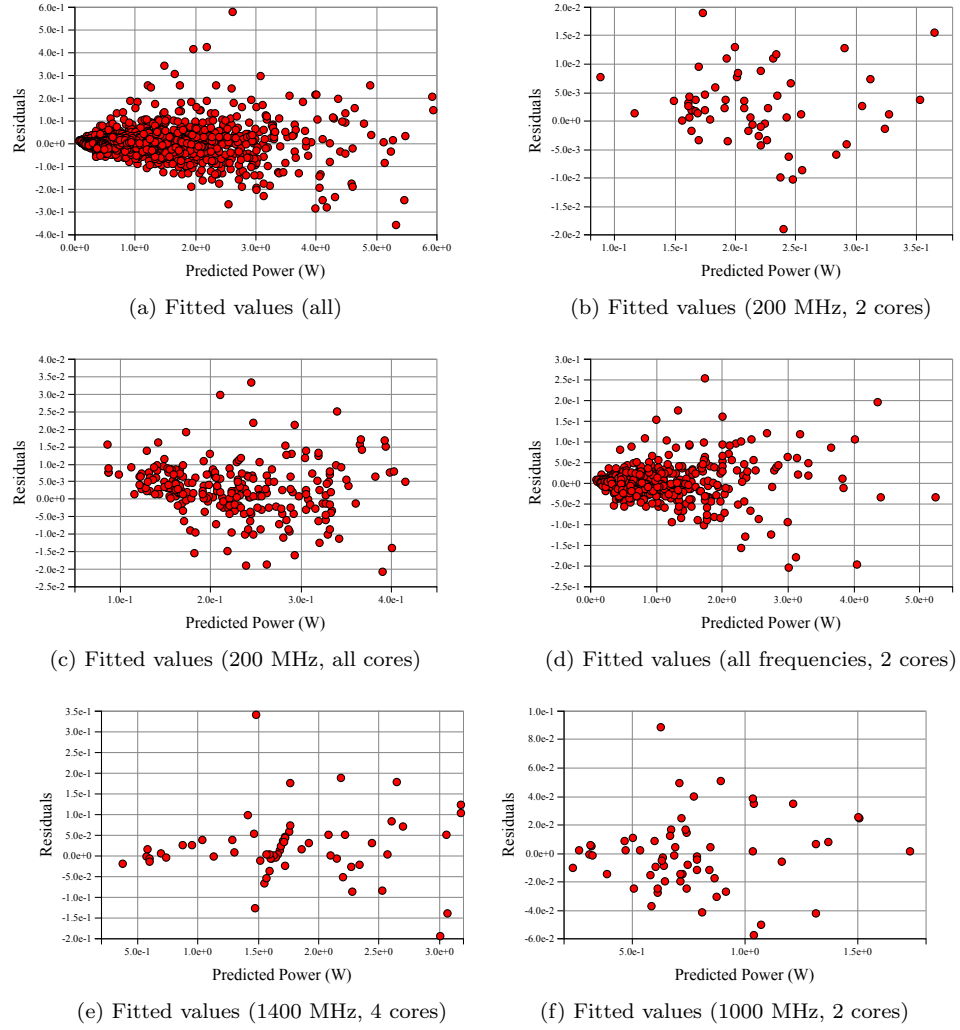 6.0e-1
5.0e-1
4.0e-1
3.0e-1
2.0e-1
1.0e-1
0.0e+0
-1.0e-1
-2.0e-1
-3.0e-1
-4.0e-1
Residuals
0.0e+0 1.0e+0 2.0e+0 3.0e+0 4.0e+0 5.0e+0 6.0e+0
Predicted Power (W)
(a) Fitted values (all)
2.0e-2
1.5e-2
1.0e-2
5.0e-3
0.0e+0
-5.0e-3
-1.0e-2
-1.5e-2
-2.0e-2
Residuals
1.0e-1 1.5e-1 2.0e-1 2.5e-1 3.0e-1 3.5e-1
Predicted Power (W)
(b) Fitted values (200 MHz, 2 cores)
4.0e-2
3.5e-2
3.0e-2
2.5e-2
2.0e-2
1.5e-2
1.0e-2
5.0e-3
0.0e+0
-5.0e-3
-1.0e-2
-1.5e-2
-2.0e-2
-2.5e-2
Residuals
1.0e-1 2.0e-1 3.0e-1 4.0e-1
Predicted Power (W)
(c) Fitted values (200 MHz, all cores)
3.0e-1
2.5e-1
2.0e-1
1.5e-1
1.0e-1
5.0e-2
0.0e+0
-5.0e-2
-1.0e-1
-1.5e-1
-2.0e-1
-2.5e-1
Residuals
0.0e+0 1.0e+0 2.0e+0 3.0e+0 4.0e+0 5.0e+0
Predicted Power (W)
(d) Fitted values (all frequencies, 2 cores)
3.5e-1
3.0e-1
2.5e-1
2.0e-1
1.5e-1
1.0e-1
5.0e-2
0.0e+0
-5.0e-2
-1.0e-1
-1.5e-1
-2.0e-1
Residuals
5.0e-1 1.0e+0 1.5e+0 2.0e+0 2.5e+0 3.0e+0
Predicted Power (W)
(e) Fitted values (1400 MHz, 4 cores)
1.0e-1
8.0e-2
6.0e-2
4.0e-2
2.0e-2
0.0e+0
-2.0e-2
-4.0e-2
-6.0e-2
Residuals
5.0e-1 1.0e+0 1.5e+0
Predicted Power (W)
(f) Fitted values (1000 MHz, 2 cores)